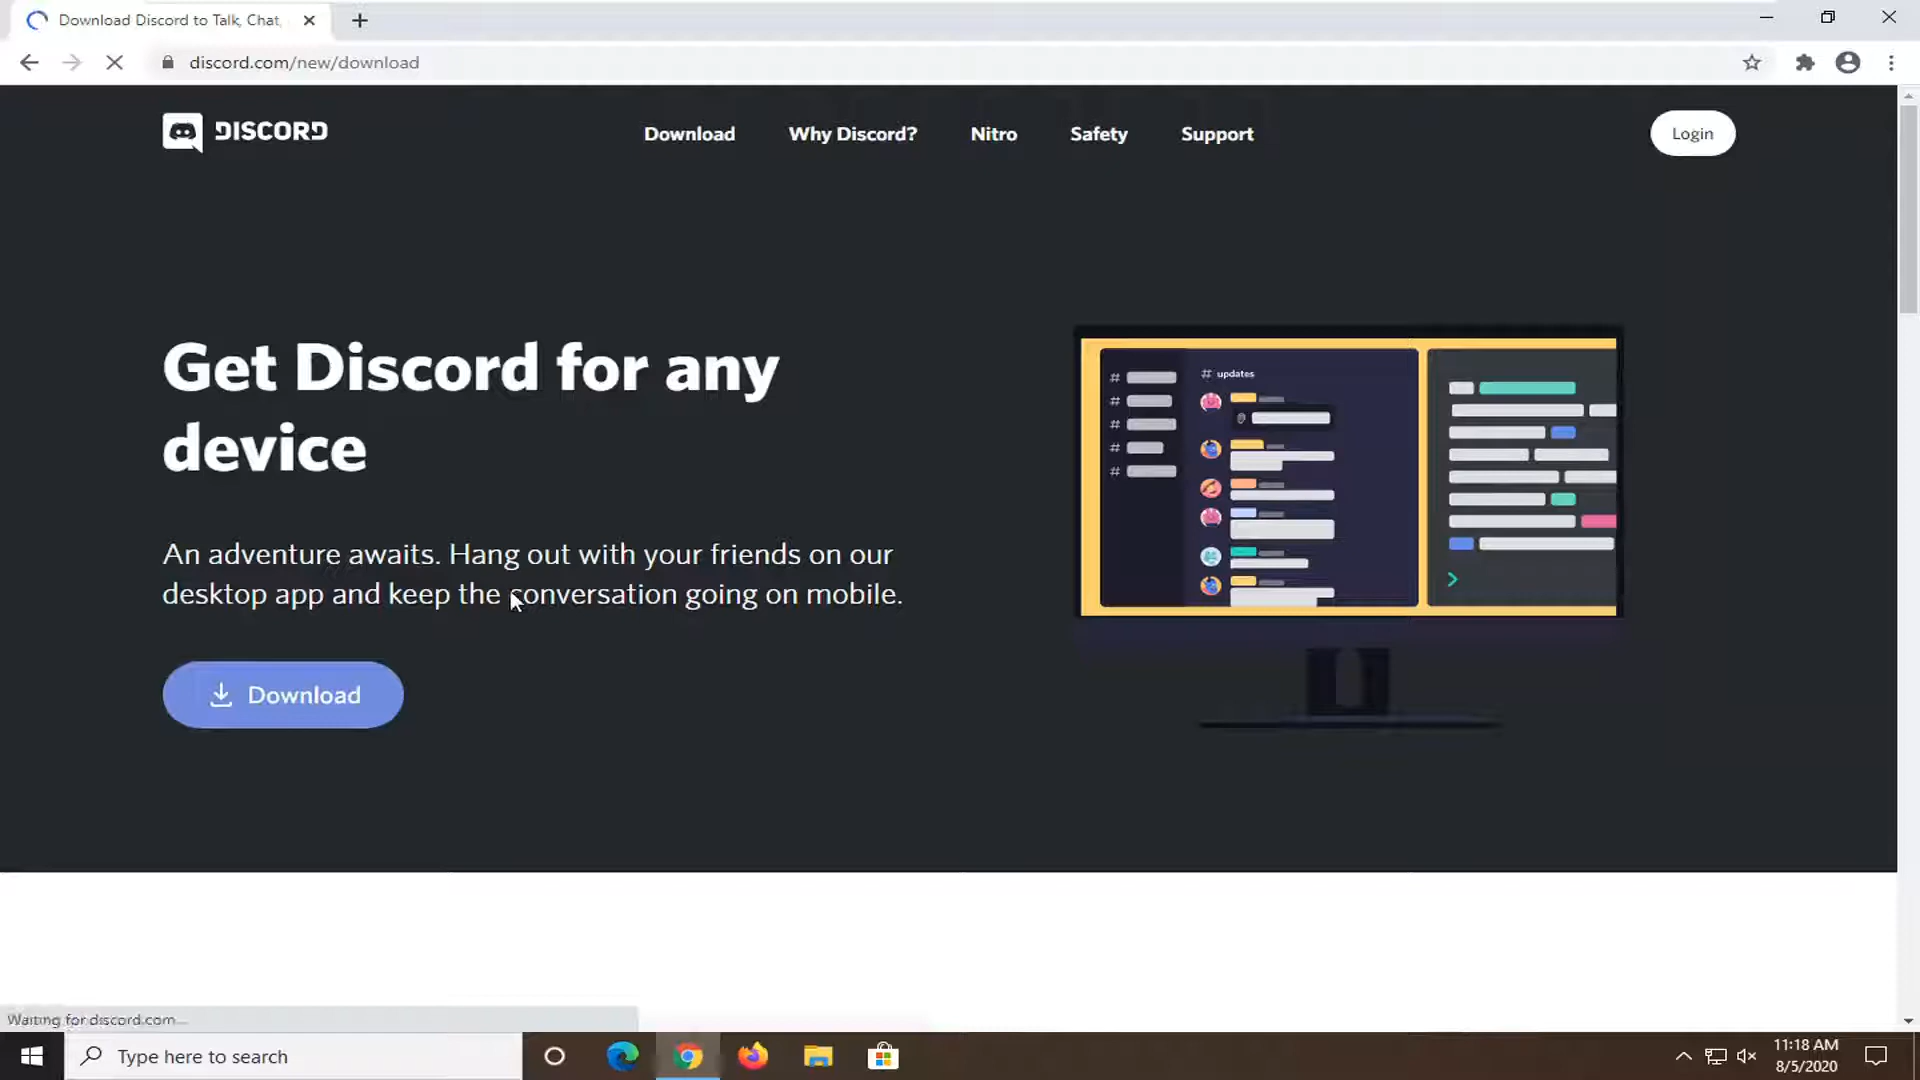 Download Discord to Talk, Chat,
discord.com/new/download
DISCORD
Download
Why Discord?
Nitro
Safety
Support
Login
Get Discord for any
device
An adventure awaits. Hang out with your friends on our
desktop app and keep the conversation going on mobile.
Download
# updates
#
#
#
#
#
Waiting for discord.com...
Type here to search
11:18 AM
8/5/2020